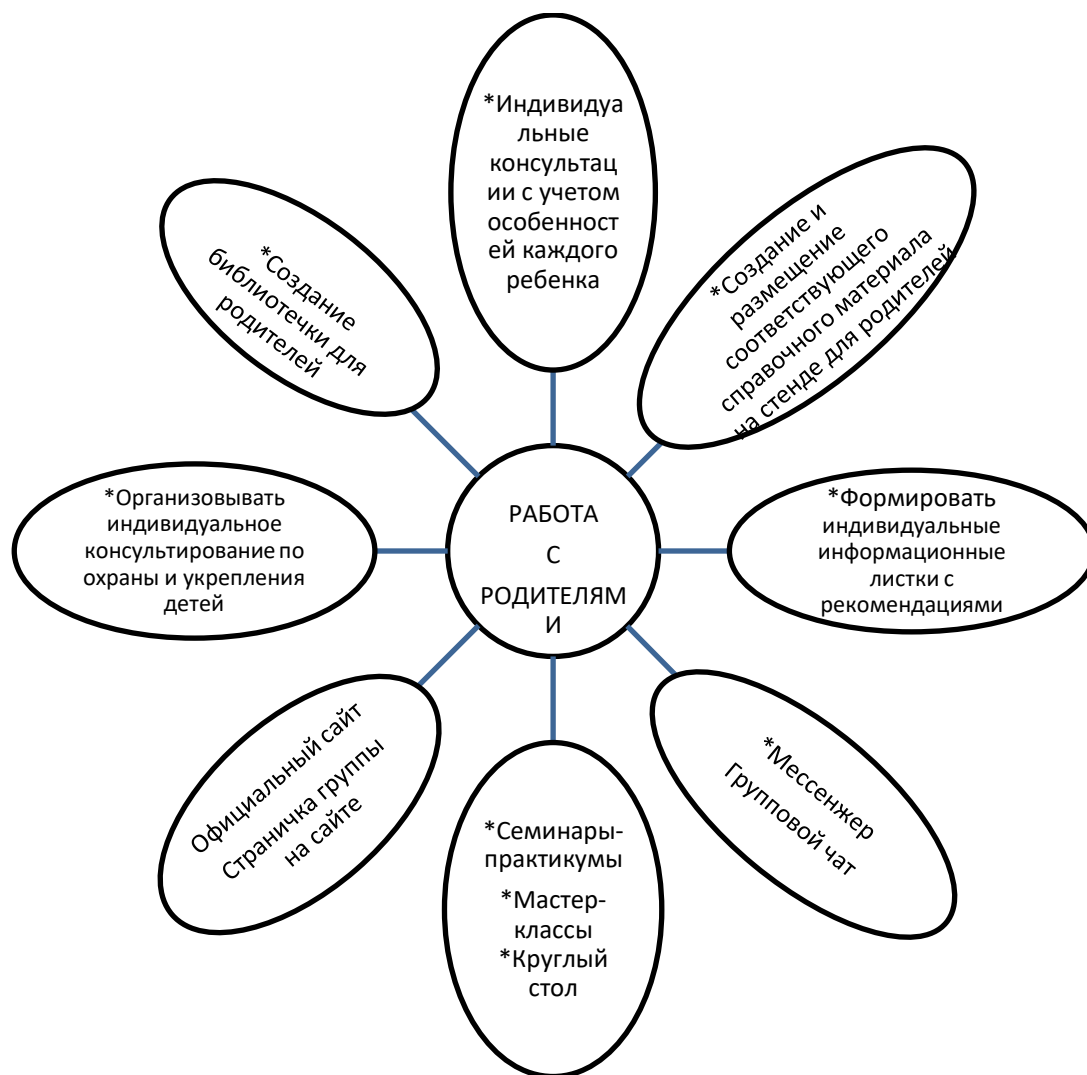 *Индивидуа
льные
консультац
ии с учетом
особенност
ей каждого
ребенка
*Создание
библиотечки для
родителей
*Создание и
размещение
соответствующего
справочного материала
на стенде для родителей
*Организовывать
индивидуальное
консультирование по
охраны и укрепления
детей
РАБОТА
С
РОДИТЕЛЯМ
И
*Формировать
индивидуальные
информационные
листки с
рекомендациями
Официальный сайт
Страничка группы
на сайте
*Семинары-
практикумы
*Мастер-
классы
*Круглый
стол
*Мессенжер
Групповой чат